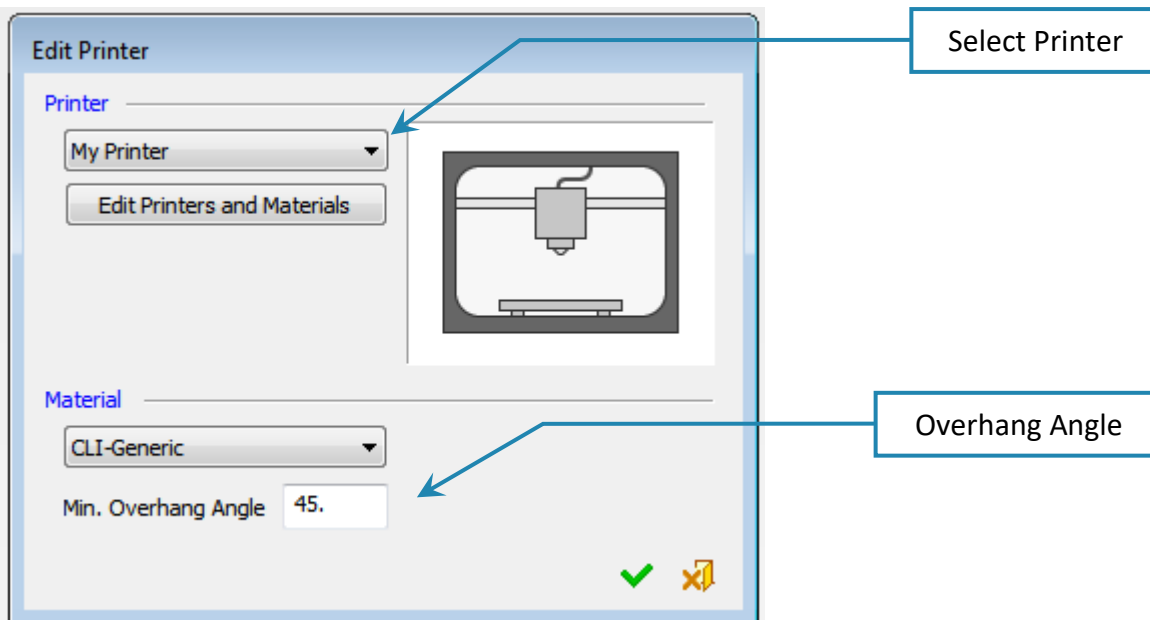 Edit Printer
Select Printer
Printer
My Printer
Edit Printers and Materials
Material
CLI-Generic
Overhang Angle
Min. Overhang Angle 45.